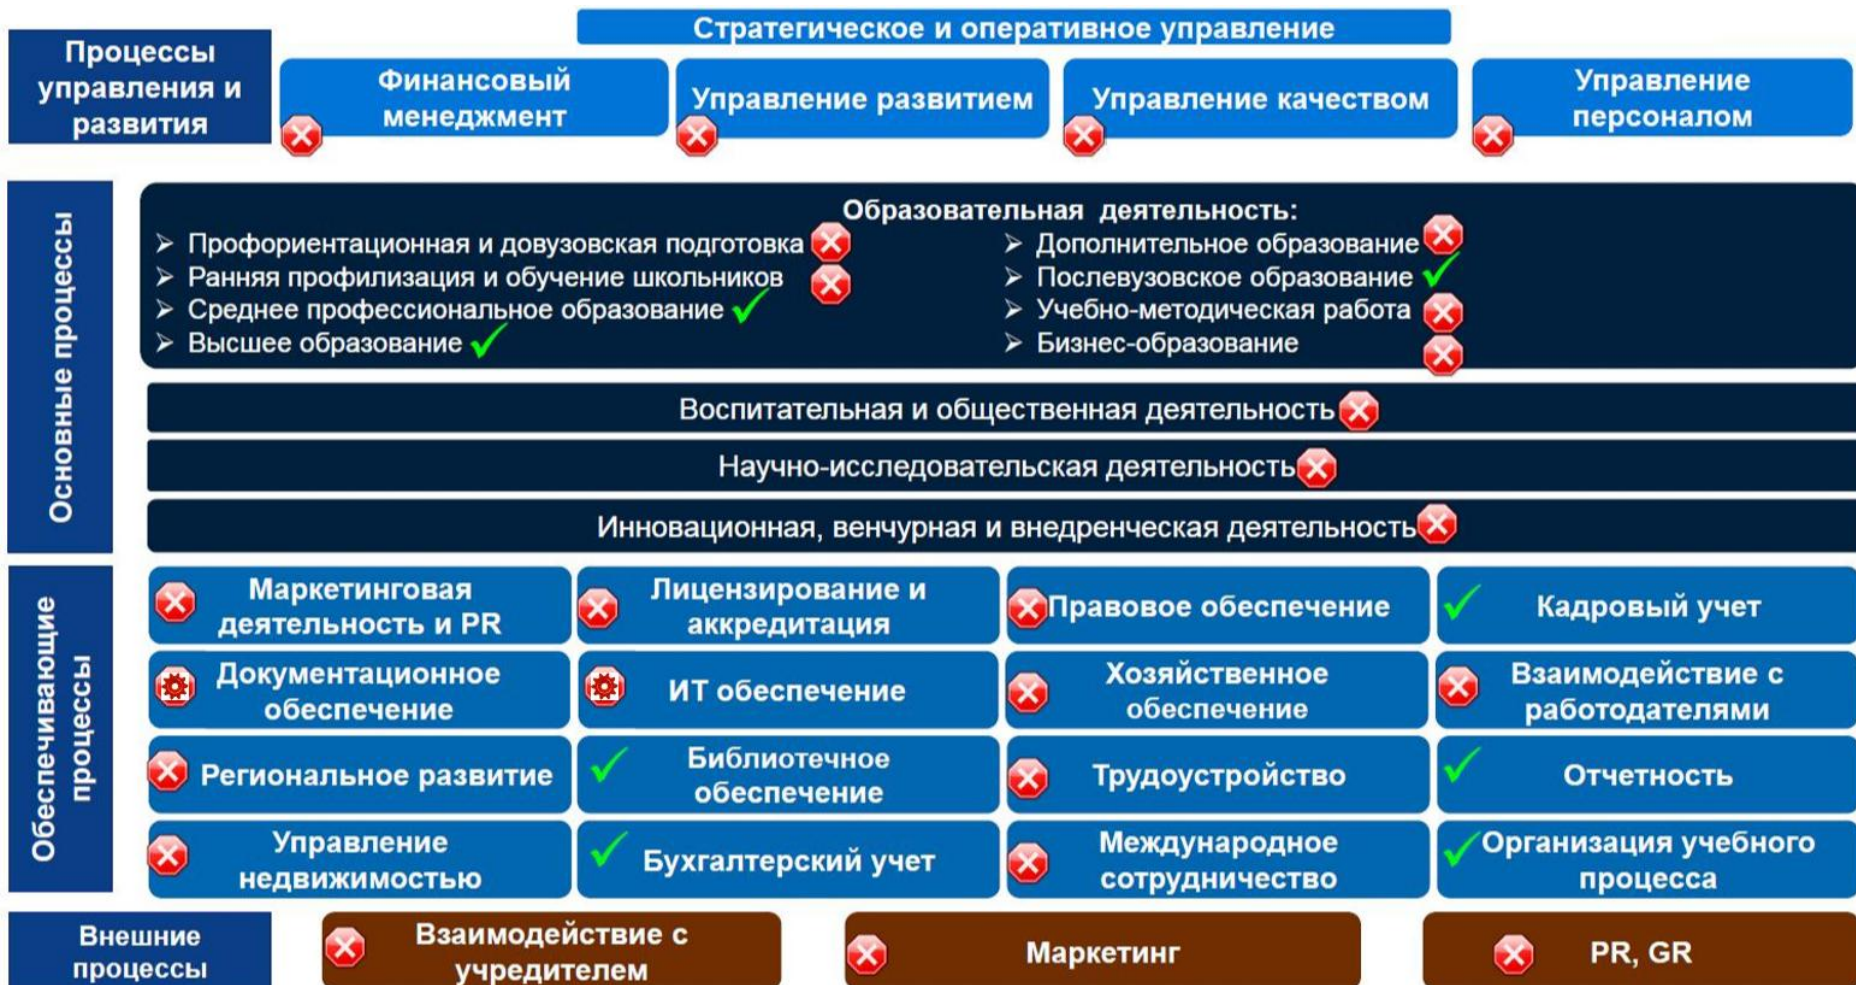 Стратегическое и оперативное управление
Процессы
управления и
развития
Финансовый
менеджмент
Управление развитием
Управление качеством
Управление
персоналом
Основные процессы
Образовательная деятельность:
➢ Профориентационная и довузовская подготовка
➢ Ранняя профилизация и обучение школьников
➢ Среднее профессиональное образование
➢ Высшее образование
➢ Дополнительное образование
➢ Послевузовское образование
➢ Учебно-методическая работа
➢ Бизнес-образование
Воспитательная и общественная деятельность
Научно-исследовательская деятельность
Инновационная, венчурная и внедренческая деятельность
Обеспечивающие
процессы
Маркетинговая
деятельность и PR
Лицензирование и
аккредитация
Правовое обеспечение
Кадровый учет
Документационное
обеспечение
ИТ обеспечение
Хозяйственное
обеспечение
Взаимодействие с
работодателями
Региональное развитие
Библиотечное
обеспечение
Трудоустройство
Отчетность
Управление
недвижимостью
Бухгалтерский учет
Международное
сотрудничество
Организация учебного
процесса
Внешние
процессы
Взаимодействие с
учредителем
Маркетинг
PR, GR